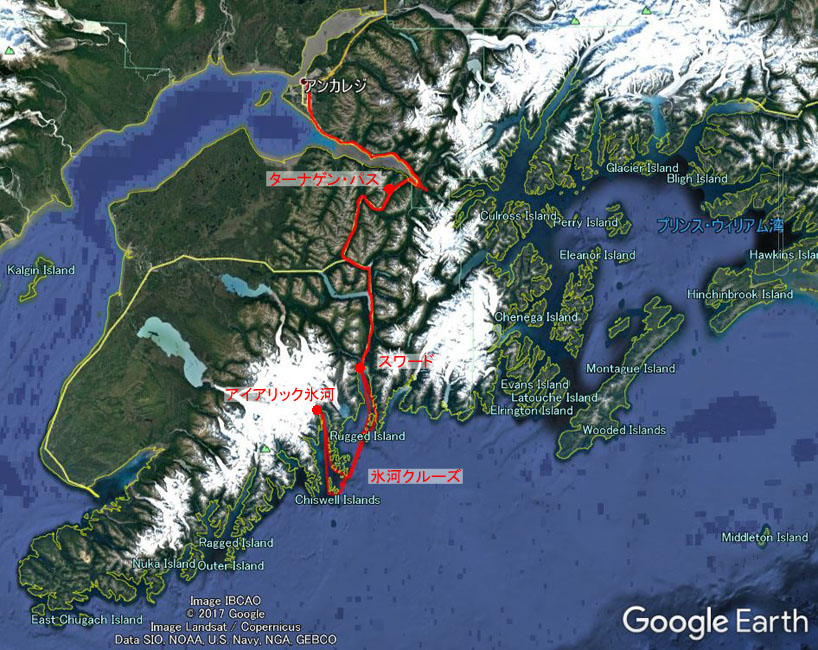 アンカレジ
ターナゲン・パス
Glacier Island
Bligh Island
Culross Island
Perry Island
プリンス・ウィリアム湾
Eleanor Island
Hawkins In
Kalgin Island
Hinchinbrook Island
Chenega Island
スワード
Montague Island
アイアリック氷河
Evans Island
Latouche Island
Elrington Island
Rugged Island
Wooded Islands
氷河クルーズ
Chiswell Islands
Middleton Island
Ragged Island
Nuka Island
Outer Island
East Chugach Island
Image IBCAO
© 2017 Google
Image Landsat / Copernicus
Data SIO, NOAA, U.S. Navy, NGA, GEBCO
Google Earth